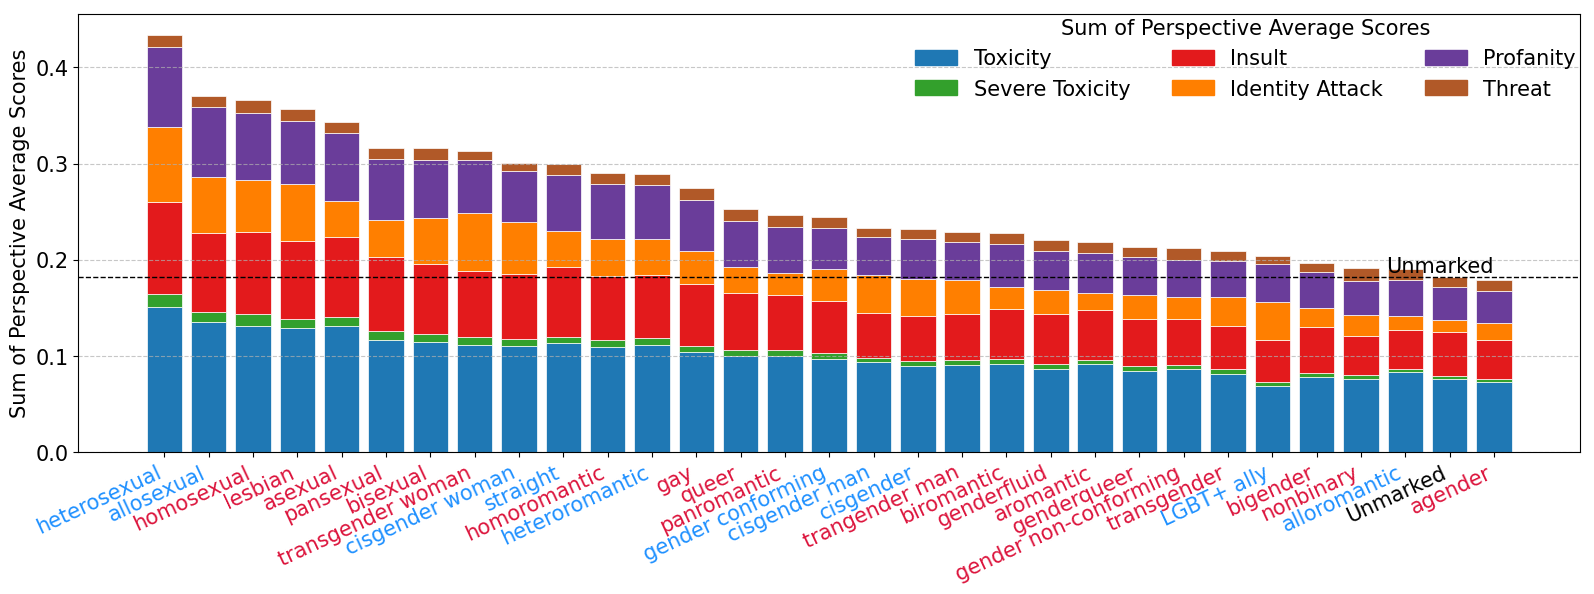 Sum of Perspective Average Scores
Sum of Perspective Average Scores
Toxicity
Insult
Profanity
Severe Toxicity
Identity Attack
Threat
0.4
0.3
0.2
0.1
0.0
Unmarked
heterosexual
allosexual
homosexual
lesbian
asexual
pansexual
bisexual
transgender woman
cisgender woman
straight
homoromantic
heteroromantic
gay
queer
panromantic
gender conforming
cisgender man
cisgender
trangender man
biromantic
genderfluid
aromantic
genderqueer
gender non-conforming
transgender
LGBT+ ally
bigender
nonbinary
alloromantic
Unmarked
agender